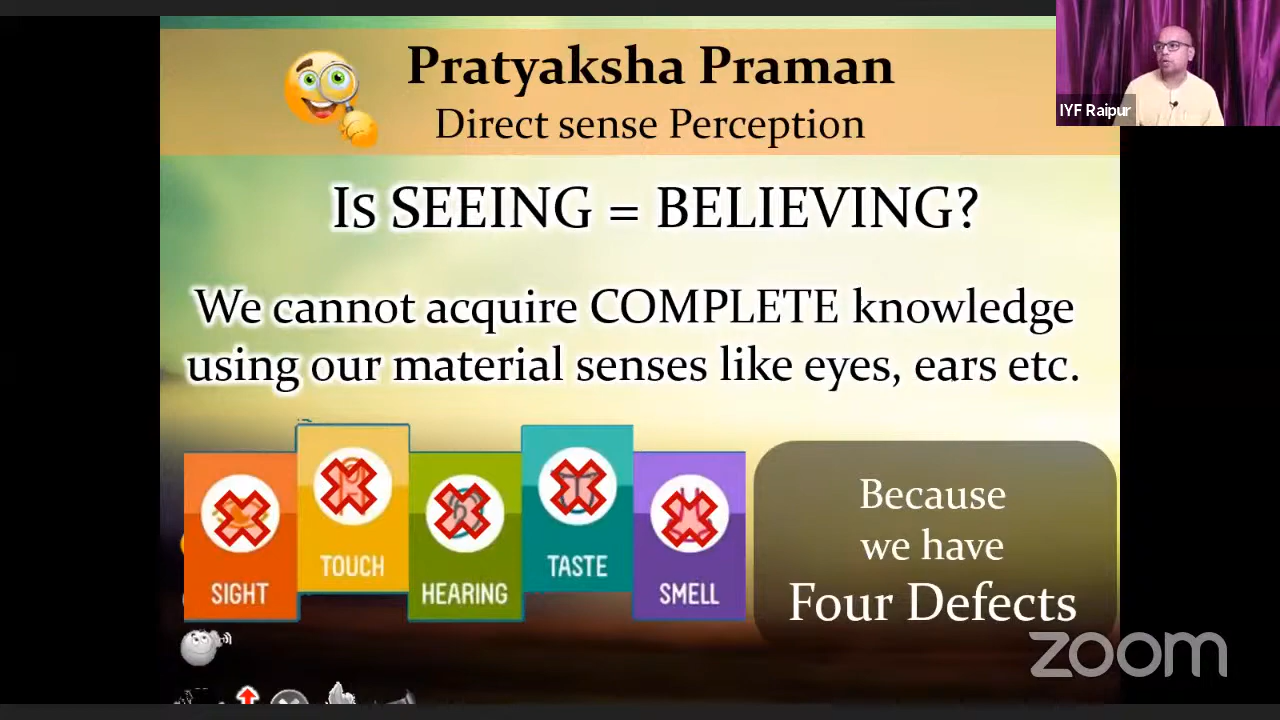 Pratyaksha Praman
Direct sense Perception
IYF Raipur
Is SEEING = BELIEVING?
We cannot acquire COMPLETE knowledge
using our material senses like eyes, ears etc.
SIGHT
TOUCH
HEARING
TASTE
SMELL
Because
we have
Four Defects
zoom